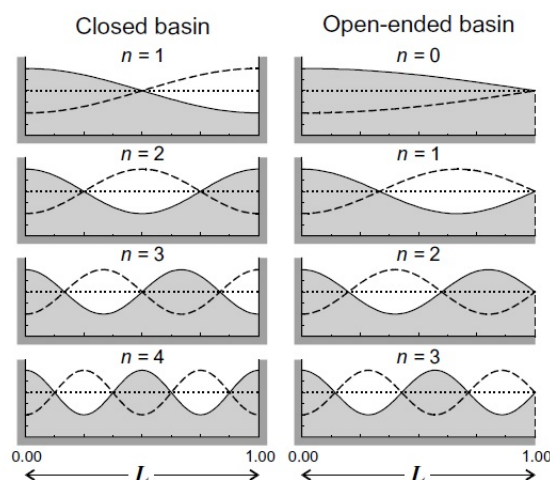 Closed basin Open-ended basin
n = 1 n = 0
n = 2 n = 1
n = 3 n = 2
n = 4 n = 3
0.00 1.00 0.00 1.00
L L